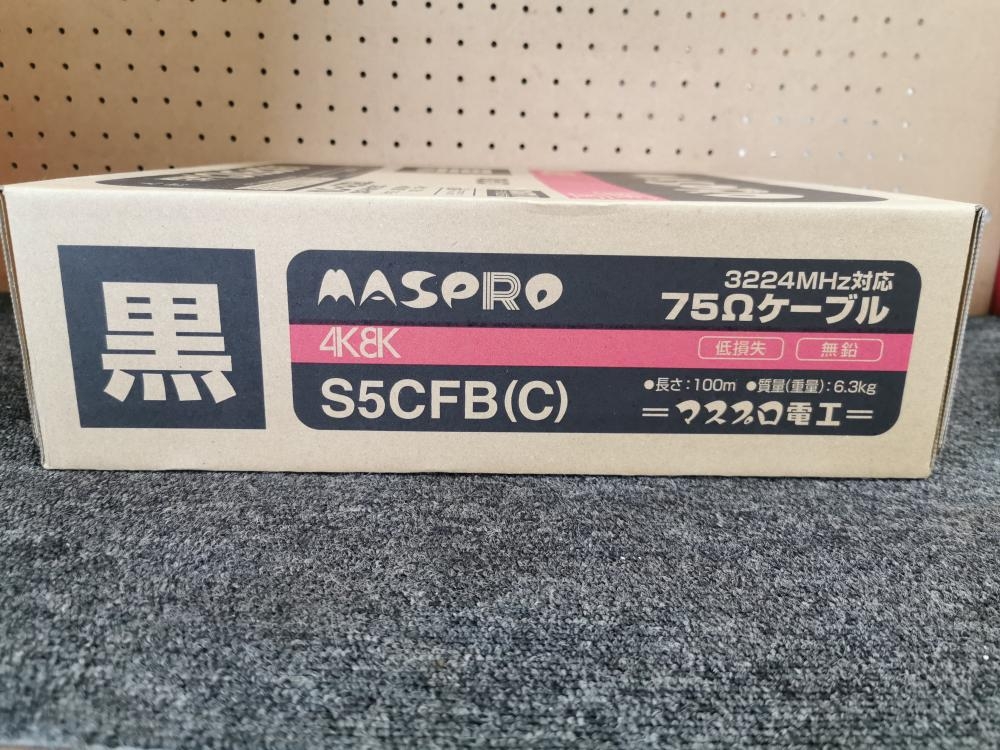 黒
MASPRO
3224MHz対応
75Ωケーブル
4K8K
低損失 無鉛
S5CFB(C)
●長さ:100m ●質量(重量):6.3kg
=マスプロ電工=